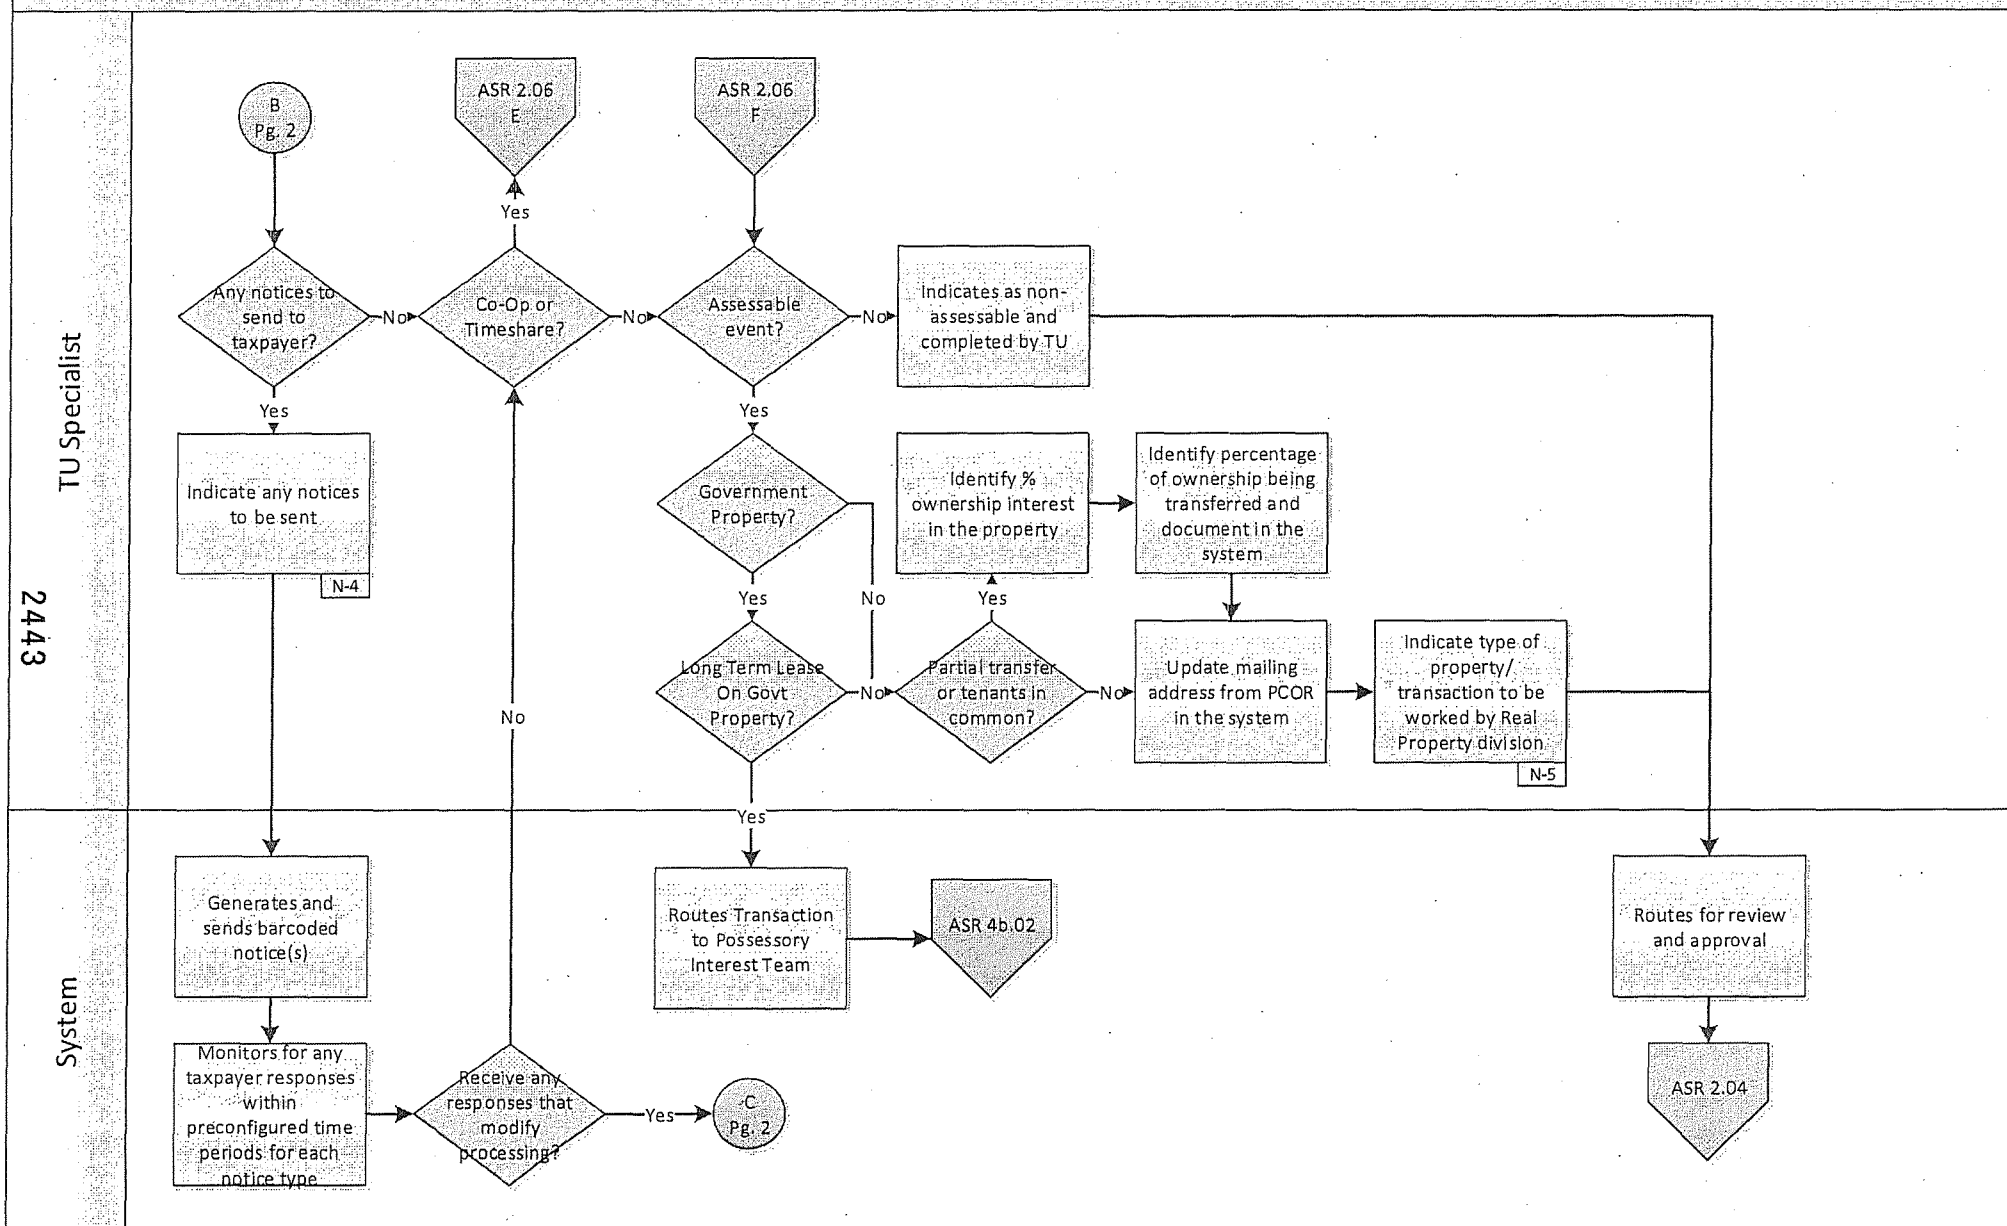 TU Specialist
2443
System
B
Pg. 2
ASR 2.06
E
ASR 2.06
F
Yes
Any notices to
send to
taxpayer?
No
Co-Op or
Timeshare?
No
Assessable
event?
No
Indicates as non-
assessable and
completed by TU
Yes
Yes
Indicate any notices
to be sent
N-4
Government
Property?
Identify %
ownership interest
in the property
Identify percentage
of ownership being
transferred and
document in the
system
Yes
No
Yes
No
Long Term Lease
On Govt
Property?
No
Partial transfer
or tenants in
common?
No
Update mailing
address from PCOR
in the system
Indicate type of
property/
transaction to be
worked by Real
Property division
N-5
Yes
Generates and
sends barcoded
notice(s)
Routes Transaction
to Possessory
Interest Team
ASR 4b.02
Routes for review
and approval
Monitors for any
taxpayer responses
within
preconfigured time
periods for each
notice type
Receive any
responses that
modify
processing?
Yes
C
Pg. 2
ASR 2.04